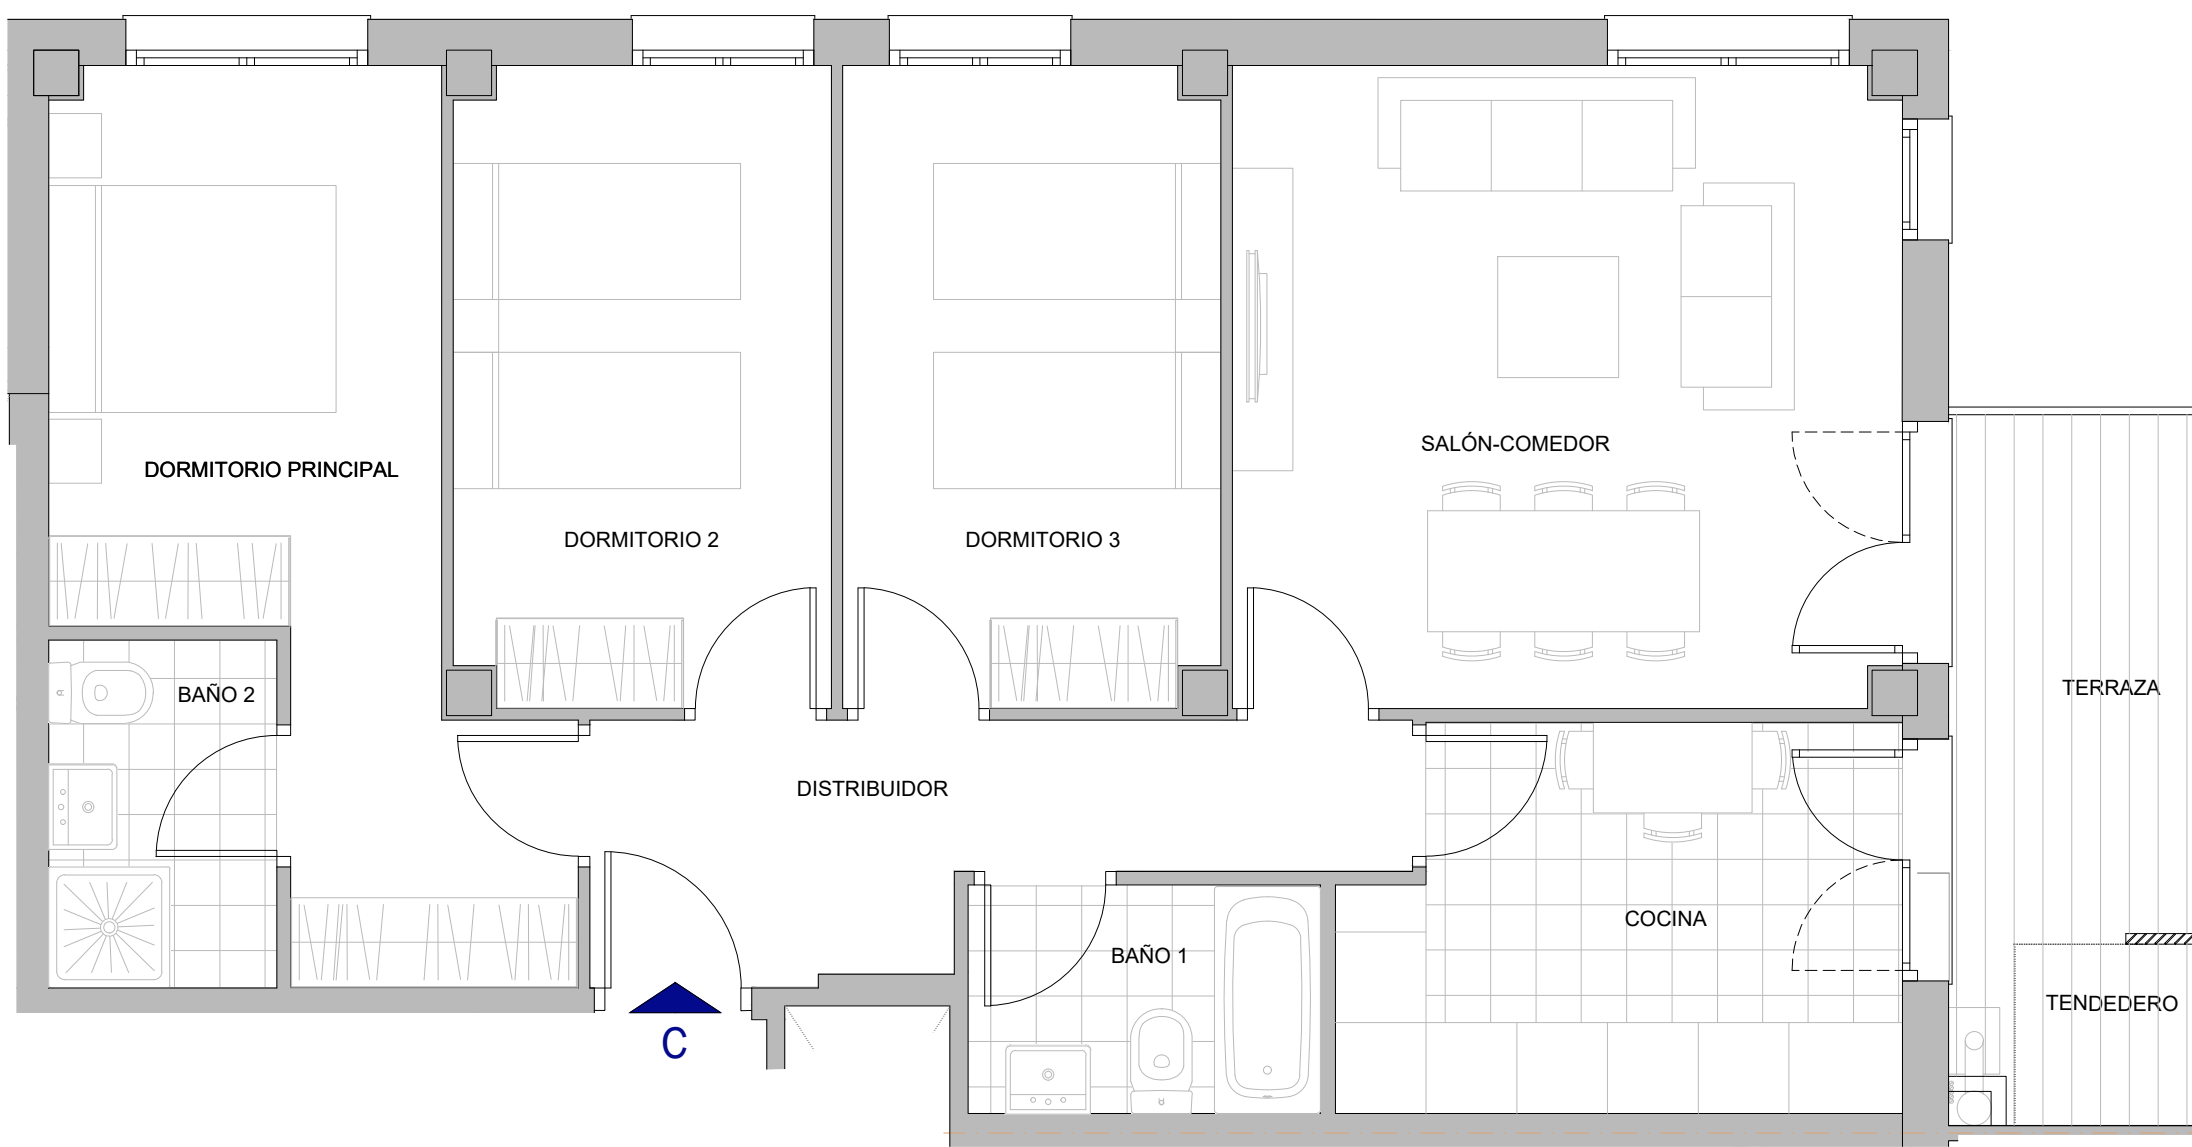 SALÓN-COMEDOR
DORMITORIO PRINCIPAL
DORMITORIO 2
DORMITORIO 3
BAÑO 2
TERRAZA
DISTRIBUIDOR
COCINA
BAÑO 1
TENDEDERO
C